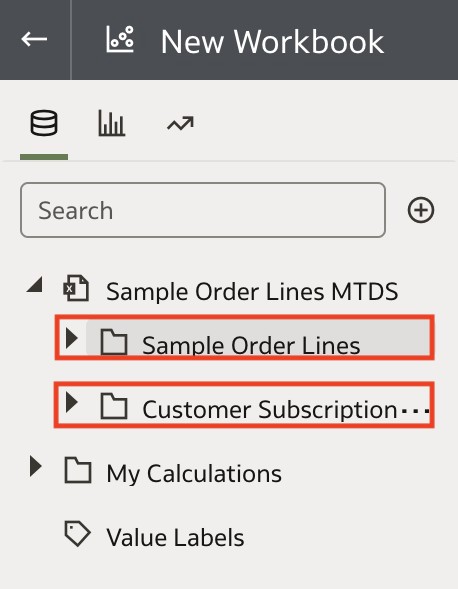 New Workbook
Search
Sample Order Lines MTDS
Sample Order Lines
Customer Subscription...
My Calculations
Value Labels